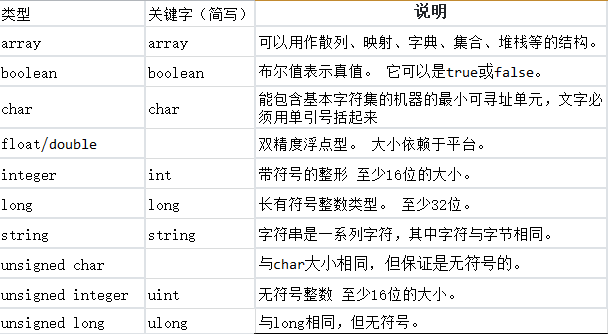 类型 关键字（简写） 说明
array array 可以用作散列、映射、字典、集合、堆栈等的结构。
boolean boolean 布尔值表示真值。 它可以是true或false。
char char 能包含基本字符集的机器的最小可寻址单元，文字必
须用单引号括起来
float/double 双精度浮点型。 大小依赖于平台。
integer int 带符号的整形 至少16位的大小。
long long 长有符号整数类型。 至少32位。
string string 字符串是一系列字符，其中字符与字节相同。
unsigned char 与char大小相同，但保证是无符号的。
unsigned integer uint 无符号整数 至少16位的大小。
unsigned long ulong 与long相同，但无符号。